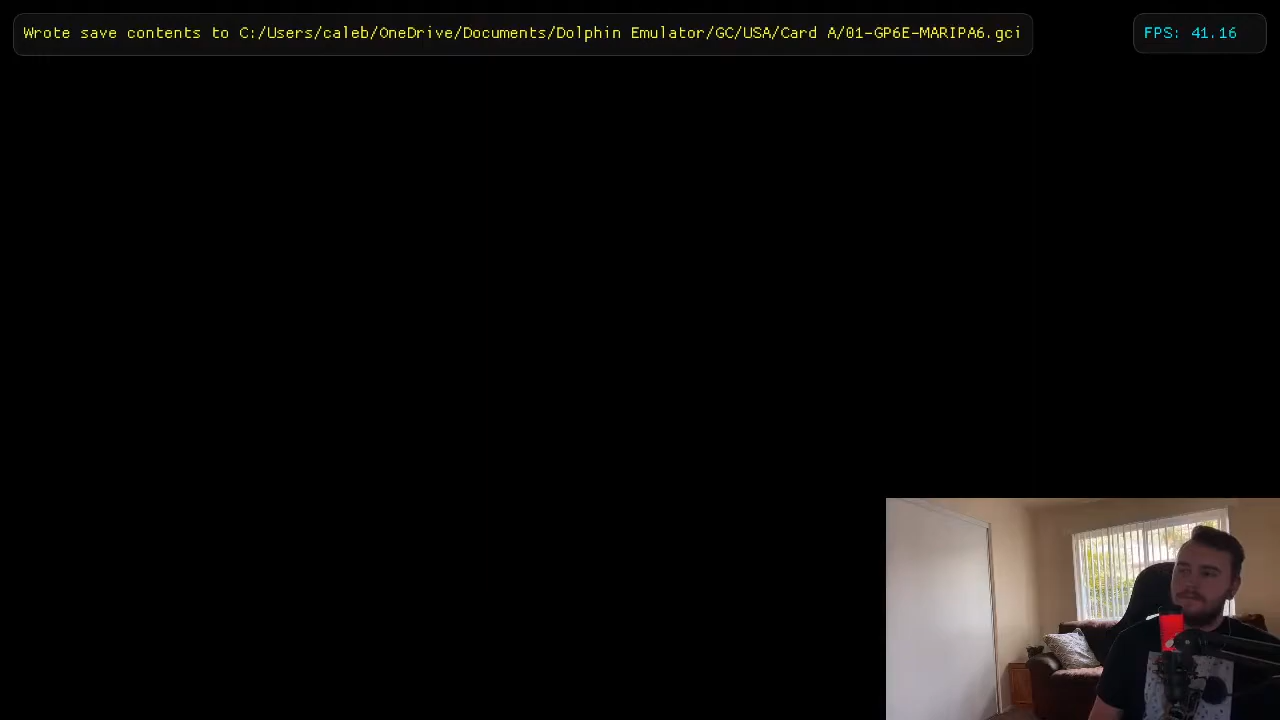 Wrote save contents to C:/Users/caleb/OneDrive/Documents/Dolphin Emulator/GC/USA/Card A/01-GP6E-MARIPA6.gci
FPS: 41.16